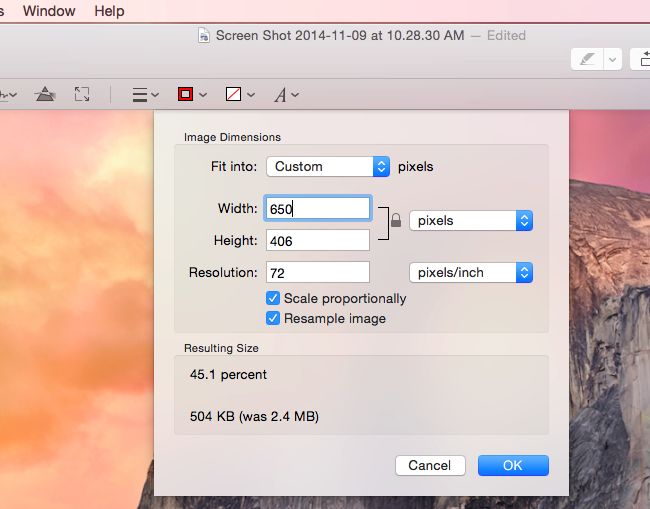 Window Help
Screen Shot 2014-11-09 at 10.28.30 AM — Edited
A
Image Dimensions
Fit into: Custom pixels
Width: 650
pixels
Height: 406
Resolution: 72 pixels/inch
Scale proportionally
Resample image
Resulting Size
45.1 percent
504 KB (was 2.4 MB)
Cancel OK